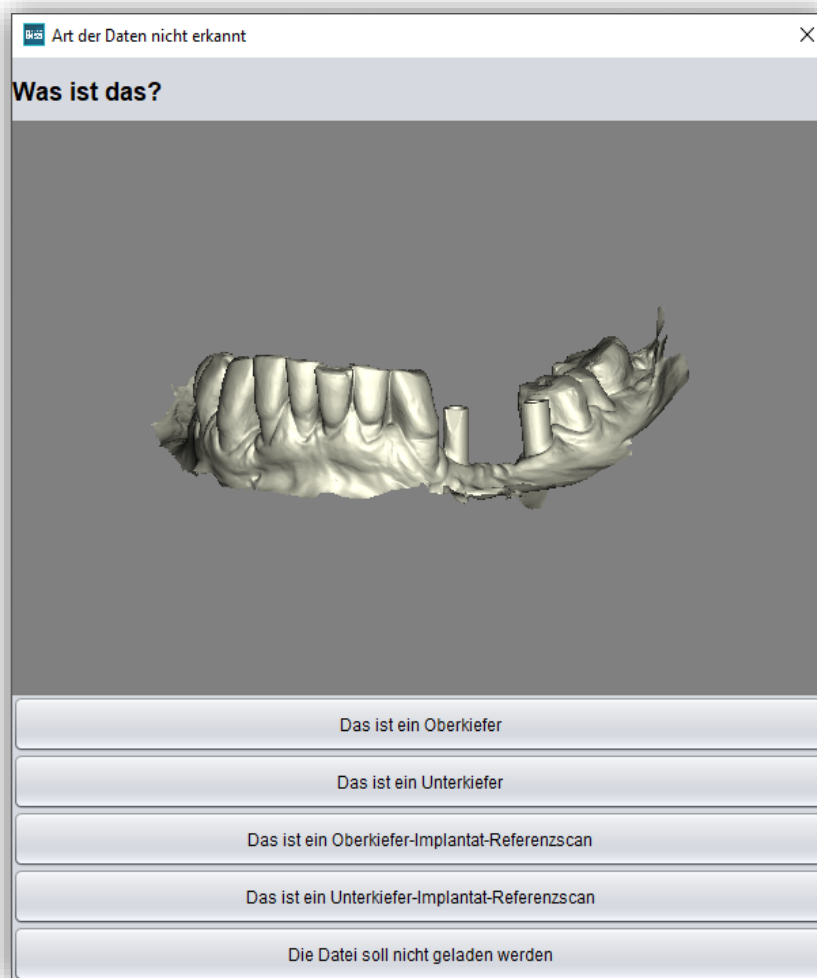 Art der Daten nicht erkannt
Was ist das?
Das ist ein Oberkiefer
Das ist ein Unterkiefer
Das ist ein Oberkiefer-Implantat-Referenzscan
Das ist ein Unterkiefer-Implantat-Referenzscan
Die Datei soll nicht geladen werden